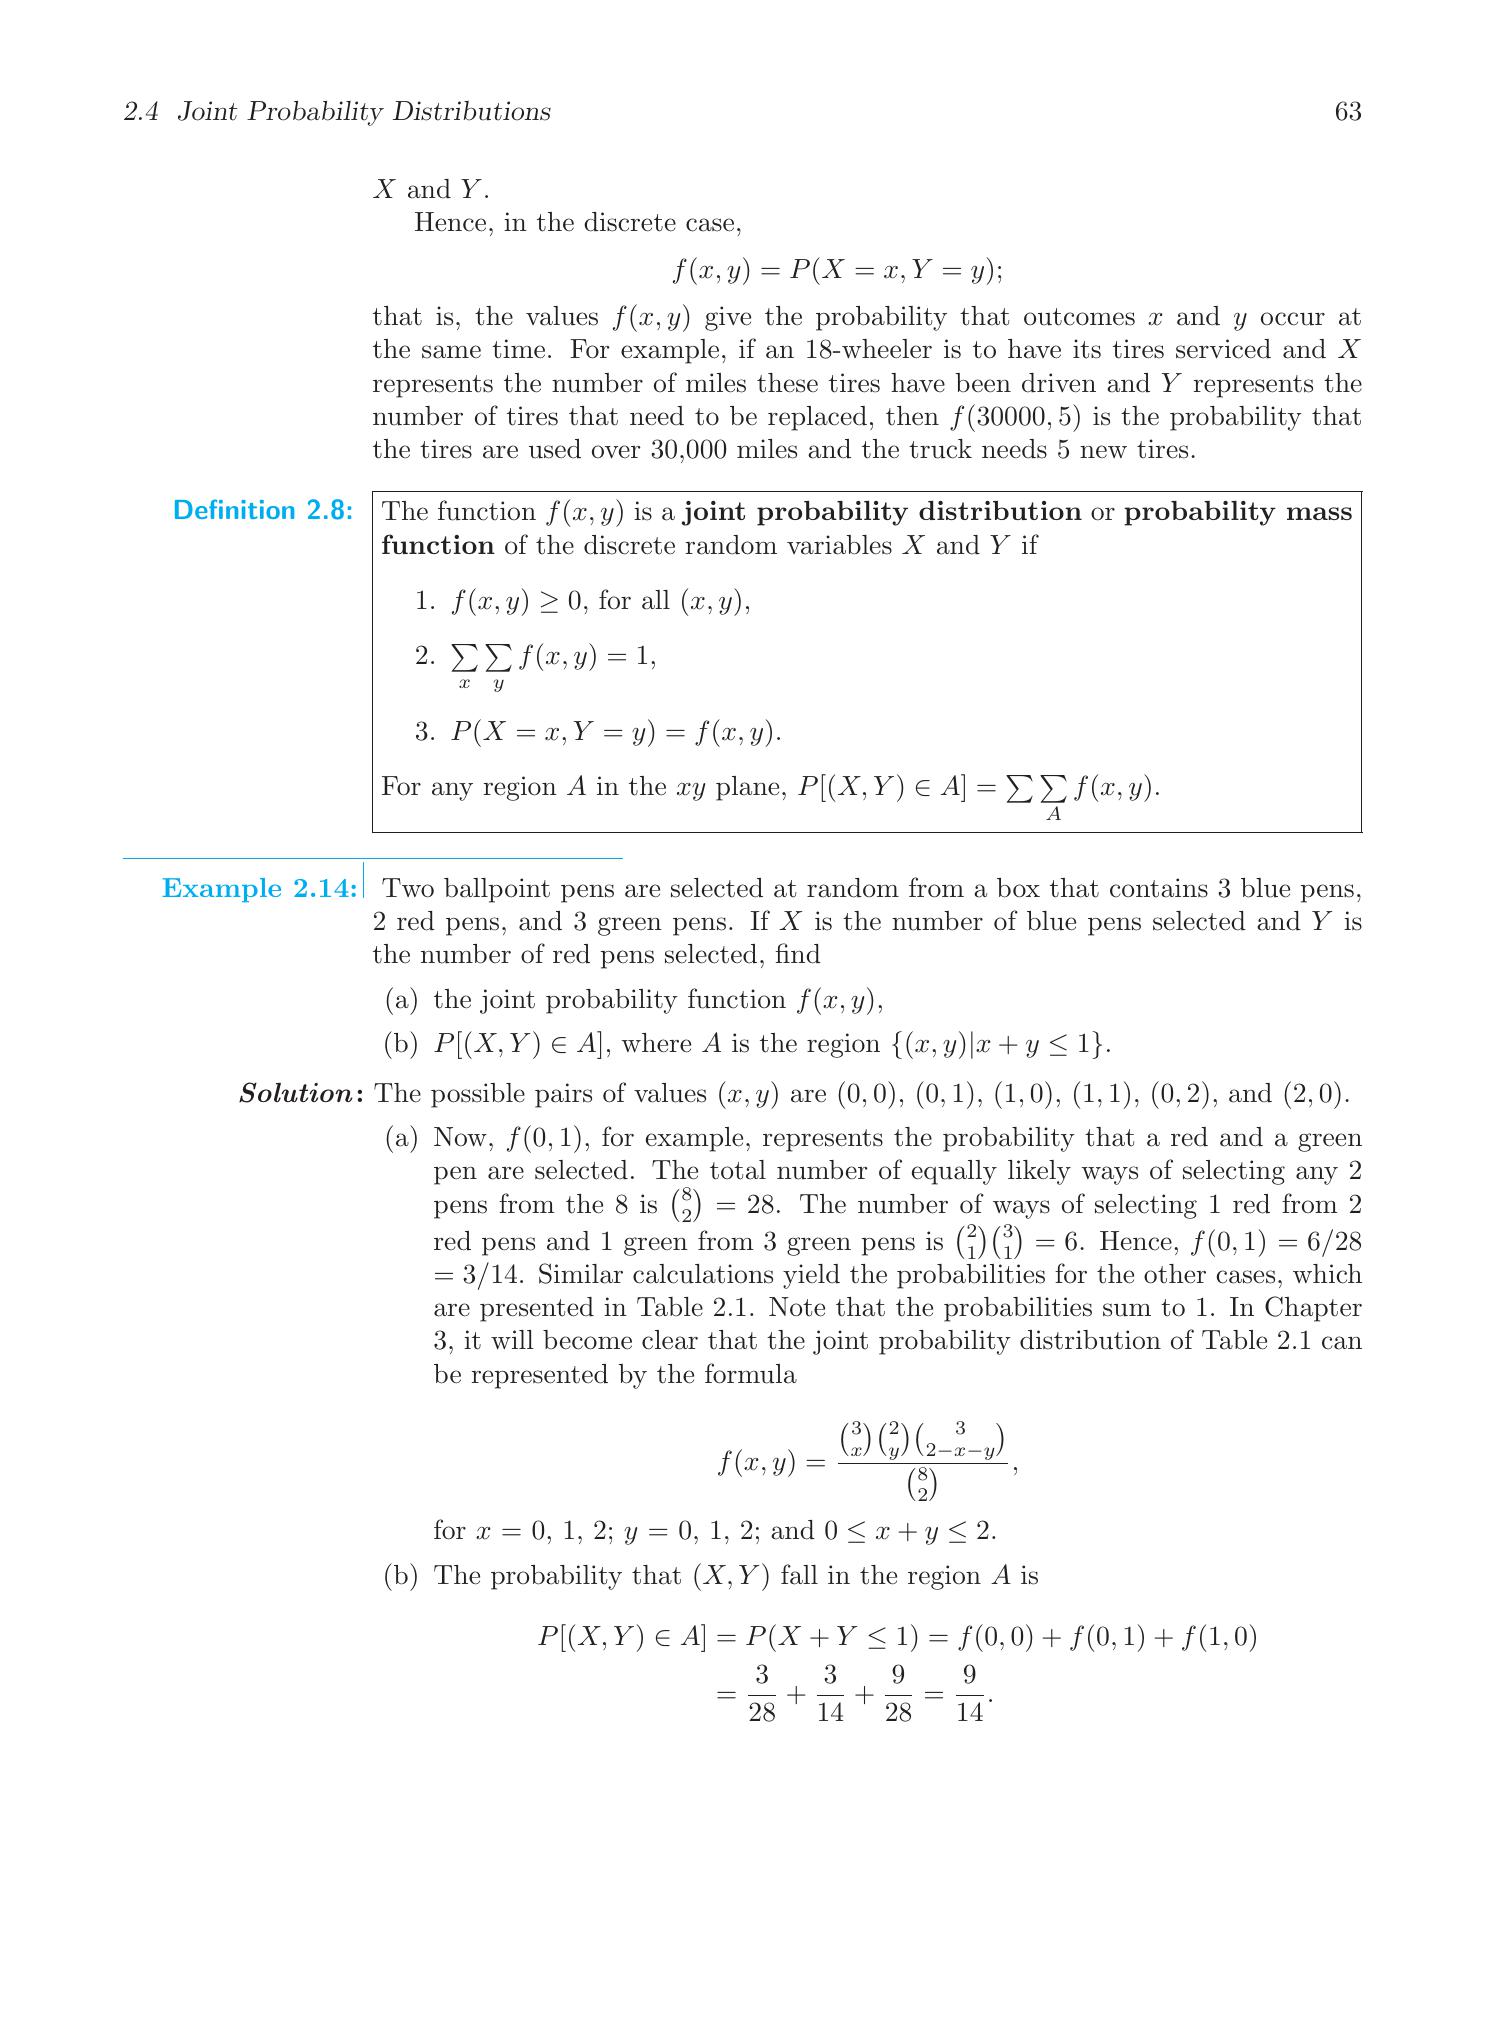 2.4 Joint Probability Distributions 63
X and Y.
Hence, in the discrete case,
f(x, y) = P(X = x, Y = y);
that is, the values f(x, y) give the probability that outcomes x and y occur at
the same time. For example, if an 18-wheeler is to have its tires serviced and X
represents the number of miles these tires have been driven and Y represents the
number of tires that need to be replaced, then f(30000, 5) is the probability that
the tires are used over 30,000 miles and the truck needs 5 new tires.
Definition 2.8: The function f(x, y) is a joint probability distribution or probability mass
function of the discrete random variables X and Y if
1. f(x, y) ≥ 0, for all (x, y),
2. ∑_x ∑_y f(x, y) = 1,
3. P(X = x, Y = y) = f(x, y).
For any region A in the xy plane, P[(X, Y) ∈ A] = ∑∑_A f(x, y).
Example 2.14: Two ballpoint pens are selected at random from a box that contains 3 blue pens,
2 red pens, and 3 green pens. If X is the number of blue pens selected and Y is
the number of red pens selected, find
(a) the joint probability function f(x, y),
(b) P[(X, Y) ∈ A], where A is the region {(x, y)|x + y ≤ 1}.
Solution: The possible pairs of values (x, y) are (0, 0), (0, 1), (1, 0), (1, 1), (0, 2), and (2, 0).
(a) Now, f(0, 1), for example, represents the probability that a red and a green
pen are selected. The total number of equally likely ways of selecting any 2
pens from the 8 is \binom{8}{2} = 28. The number of ways of selecting 1 red from 2
red pens and 1 green from 3 green pens is \binom{2}{1}\binom{3}{1} = 6. Hence, f(0, 1) = 6/28
= 3/14. Similar calculations yield the probabilities for the other cases, which
are presented in Table 2.1. Note that the probabilities sum to 1. In Chapter
3, it will become clear that the joint probability distribution of Table 2.1 can
be represented by the formula
f(x, y) = \frac{\binom{3}{x}\binom{2}{y}\binom{3}{2-x-y}}{\binom{8}{2}},
for x = 0, 1, 2; y = 0, 1, 2; and 0 ≤ x + y ≤ 2.
(b) The probability that (X, Y) fall in the region A is
P[(X, Y) ∈ A] = P(X + Y ≤ 1) = f(0, 0) + f(0, 1) + f(1, 0)
= \frac{3}{28} + \frac{3}{14} + \frac{9}{28} = \frac{9}{14}.